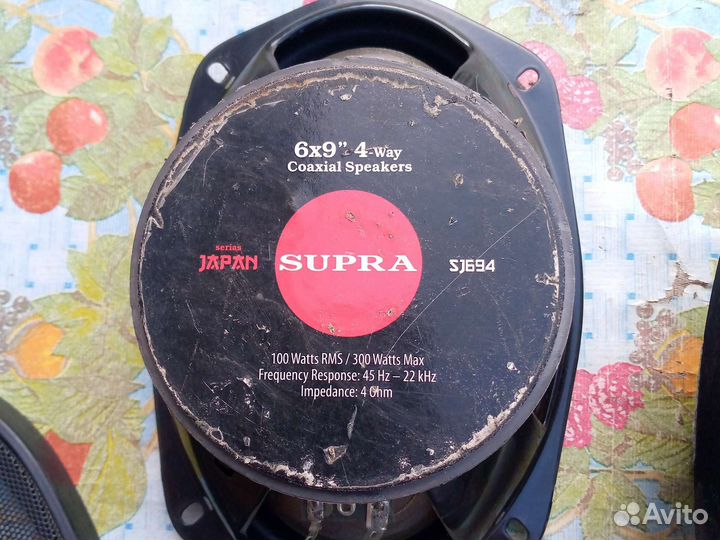 6x9" 4-Way
Coaxial Speakers
serias
JAPAN
SUPRA
SJ694
100 Watts RMS / 300 Watts Max
Frequency Response: 45 Hz – 22 kHz
Impedance: 4 Ohm
Avito